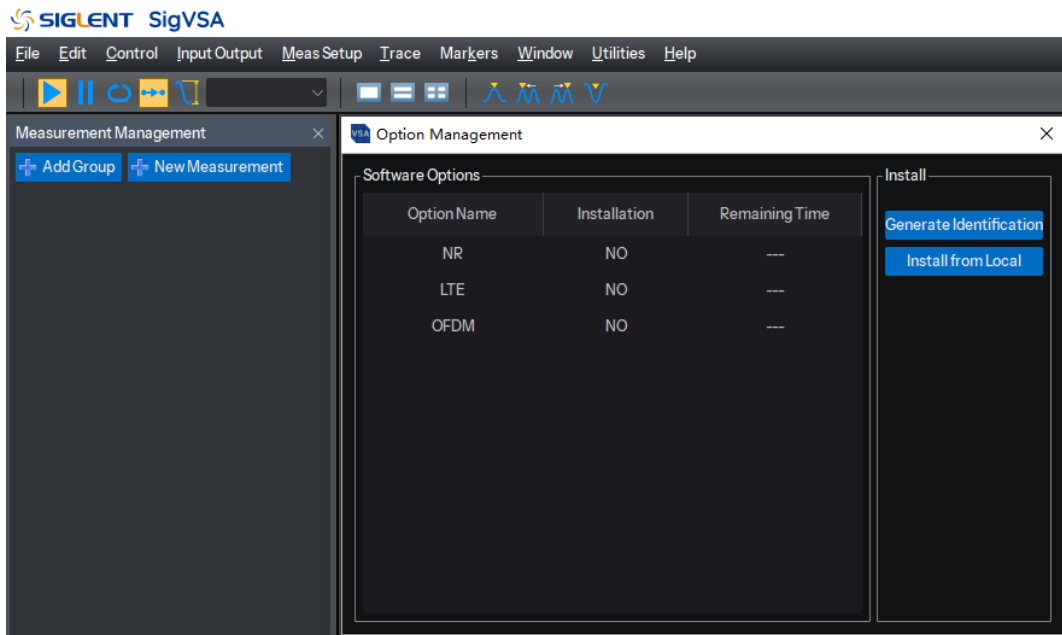 SIGLENT SigVSA
File Edit Control Input Output Meas Setup Trace Markers Window Utilities Help
Measurement Management
Add Group New Measurement
VSA Option Management
Software Options
Option Name Installation Remaining Time
NR NO ---
LTE NO ---
OFDM NO ---
Install
Generate Identification
Install from Local